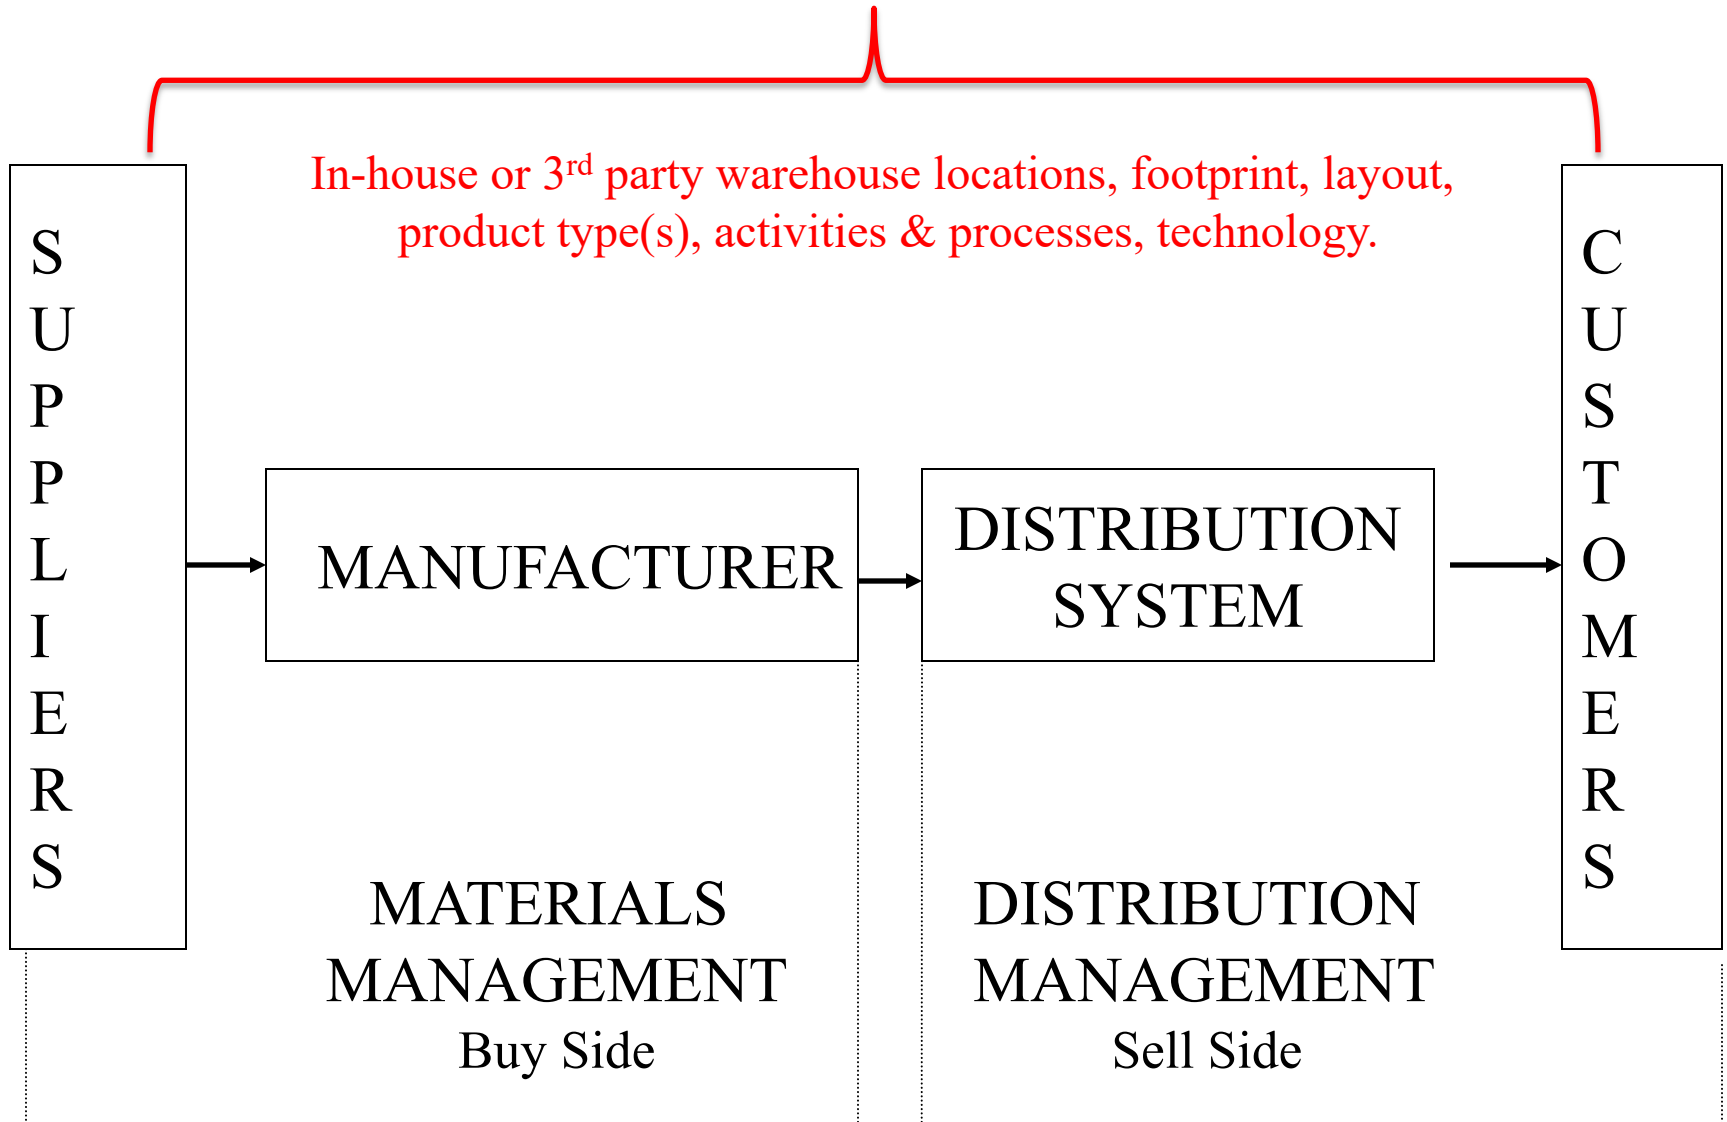 In-house or 3rd party warehouse locations, footprint, layout,
product type(s), activities & processes, technology.
SUPPLIERS
MANUFACTURER
DISTRIBUTION
SYSTEM
CUSTOMERS
MATERIALS
MANAGEMENT
Buy Side
DISTRIBUTION
MANAGEMENT
Sell Side